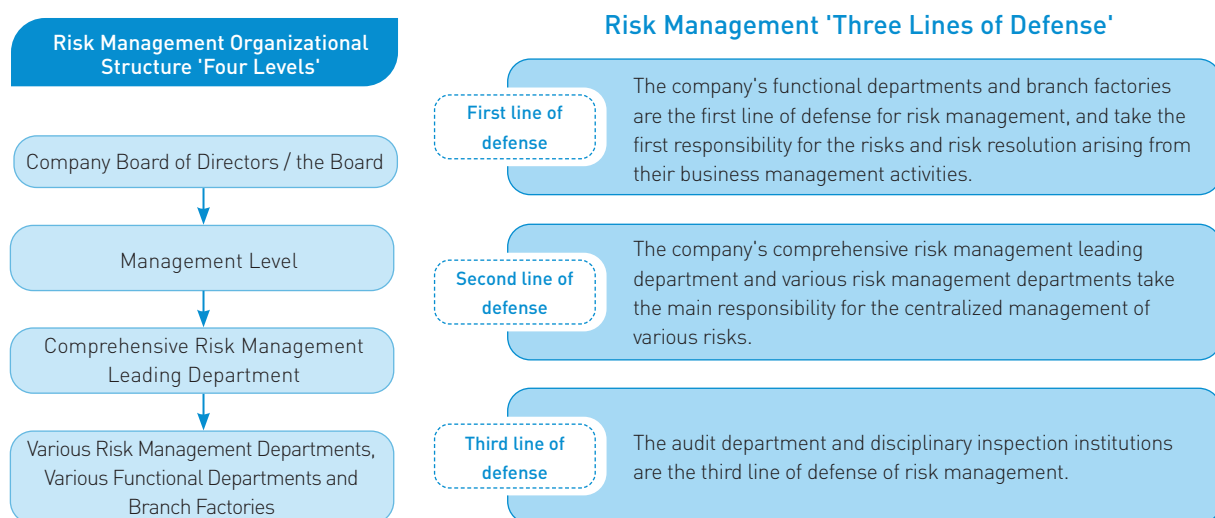 Risk Management Organizational
Structure 'Four Levels'
Company Board of Directors / the Board
Management Level
Comprehensive Risk Management
Leading Department
Various Risk Management Departments,
Various Functional Departments and
Branch Factories
Risk Management 'Three Lines of Defense'
First line of
defense
The company's functional departments and branch factories
are the first line of defense for risk management, and take the
first responsibility for the risks and risk resolution arising from
their business management activities.
Second line of
defense
The company's comprehensive risk management leading
department and various risk management departments take
the main responsibility for the centralized management of
various risks.
Third line of
defense
The audit department and disciplinary inspection institutions
are the third line of defense of risk management.